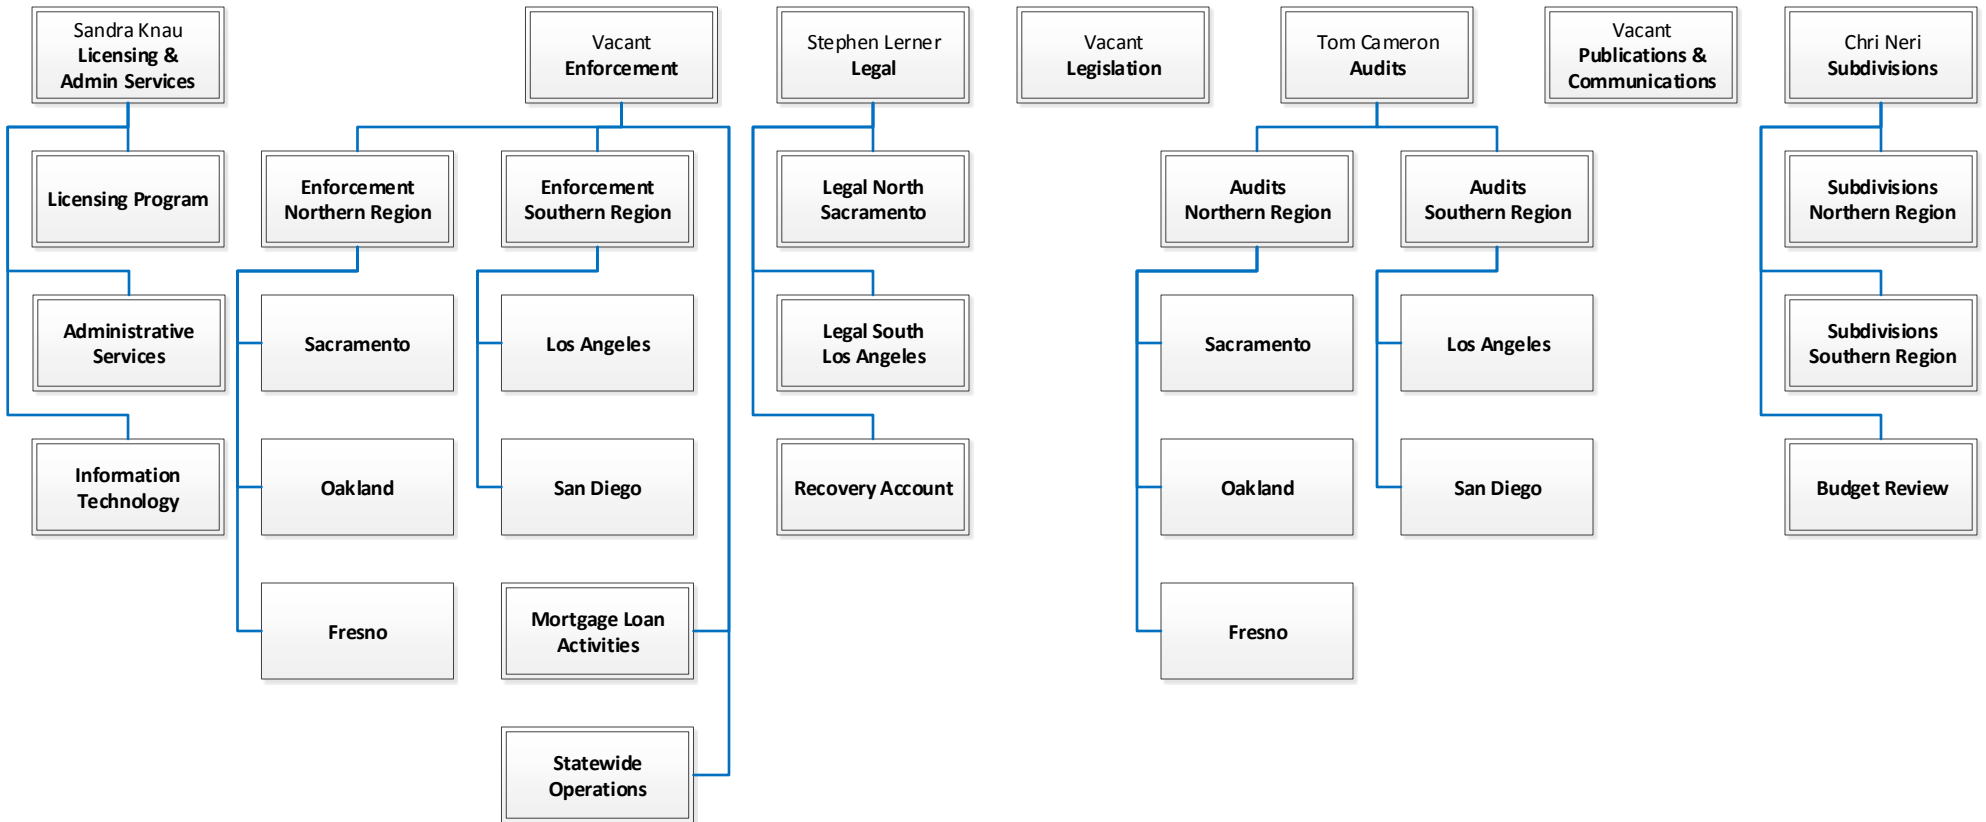 Sandra Knau
Licensing &
Admin Services
Vacant
Enforcement
Stephen Lerner
Legal
Vacant
Legislation
Tom Cameron
Audits
Vacant
Publications &
Communications
Chri Neri
Subdivisions
Licensing Program
Enforcement
Northern Region
Enforcement
Southern Region
Legal North
Sacramento
Audits
Northern Region
Audits
Southern Region
Subdivisions
Northern Region
Administrative
Services
Sacramento
Los Angeles
Legal South
Los Angeles
Sacramento
Los Angeles
Subdivisions
Southern Region
Information
Technology
Oakland
San Diego
Recovery Account
Oakland
San Diego
Budget Review
Fresno
Mortgage Loan
Activities
Fresno
Statewide
Operations